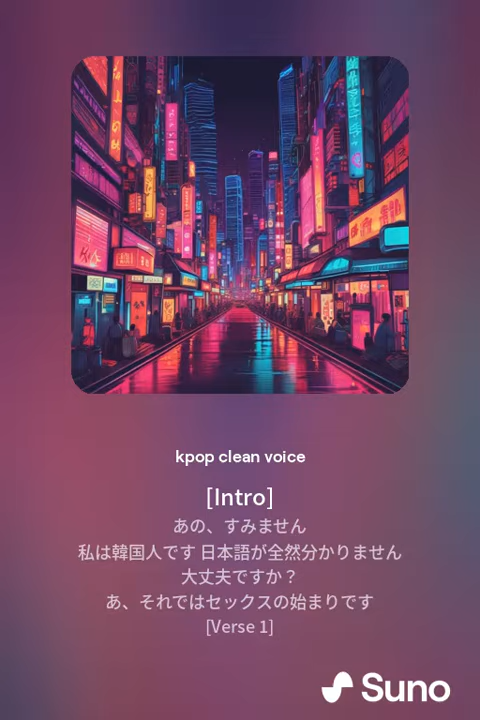 kpop clean voice
[Intro]
あの、すみません
私は韓国人です 日本語が全然分かりません
大丈夫ですか？
あ、それではセックスの始まりです
[Verse 1]
Suno